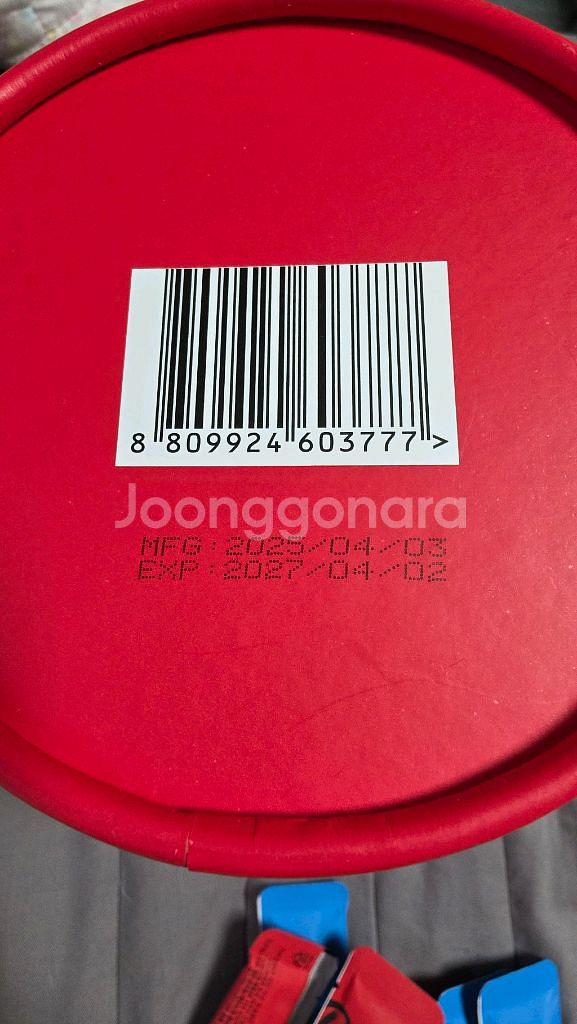 8 809924 603777 >
Joonggonara
MFG : 2025/04/03
EXP : 2027/04/02